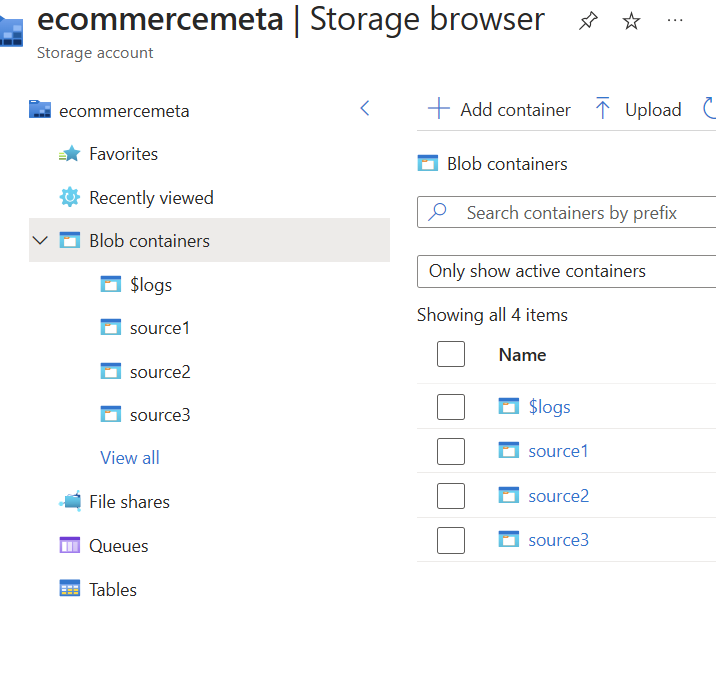 ecommercemeta | Storage browser
Storage account
ecommercemeta
Favorites
Recently viewed
Blob containers
$logs
source1
source2
source3
View all
File shares
Queues
Tables
Add container
Upload
Blob containers
Search containers by prefix
Only show active containers
Showing all 4 items
Name
$logs
source1
source2
source3